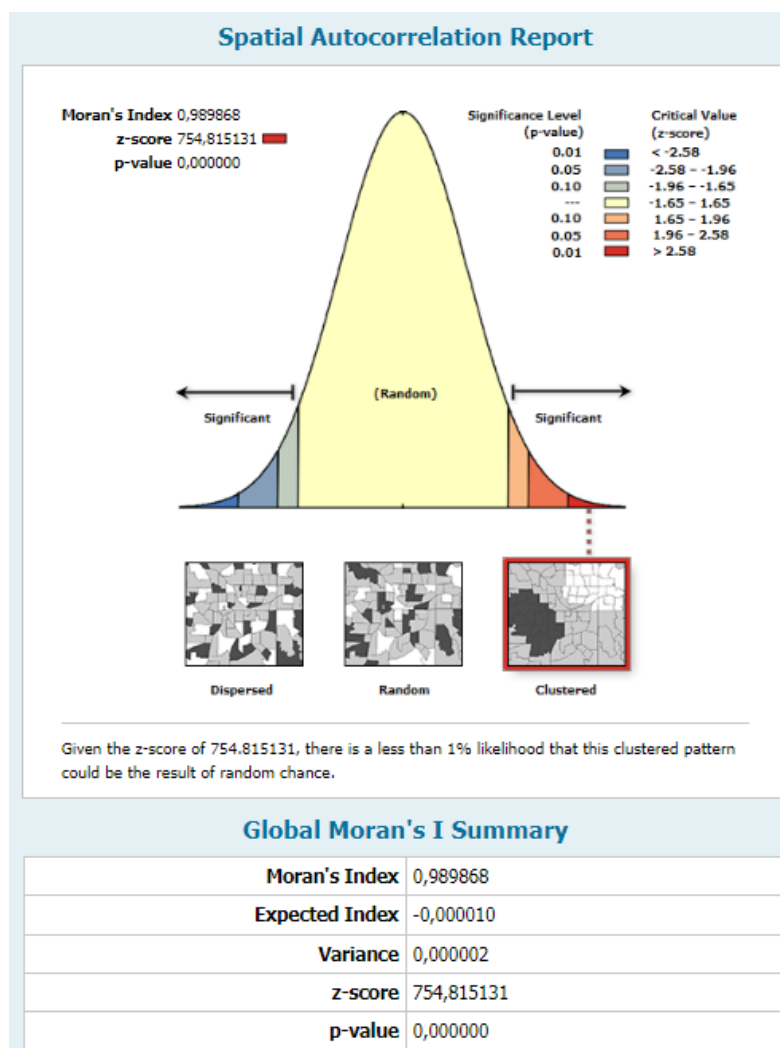 Spatial Autocorrelation Report
Moran's Index 0,989868
z-score 754,815131
p-value 0,000000
Significance Level Critical Value
(p-value) (z-score)
0.01 < -2.58
0.05 -2.58 – -1.96
0.10 -1.96 – -1.65
--- -1.65 – 1.65
0.10 1.65 – 1.96
0.05 1.96 – 2.58
0.01 > 2.58
(Random)
Significant Significant
Dispersed Random Clustered
Given the z-score of 754.815131, there is a less than 1% likelihood that this clustered pattern
could be the result of random chance.
Global Moran's I Summary
Moran's Index 0,989868
Expected Index -0,000010
Variance 0,000002
z-score 754,815131
p-value 0,000000